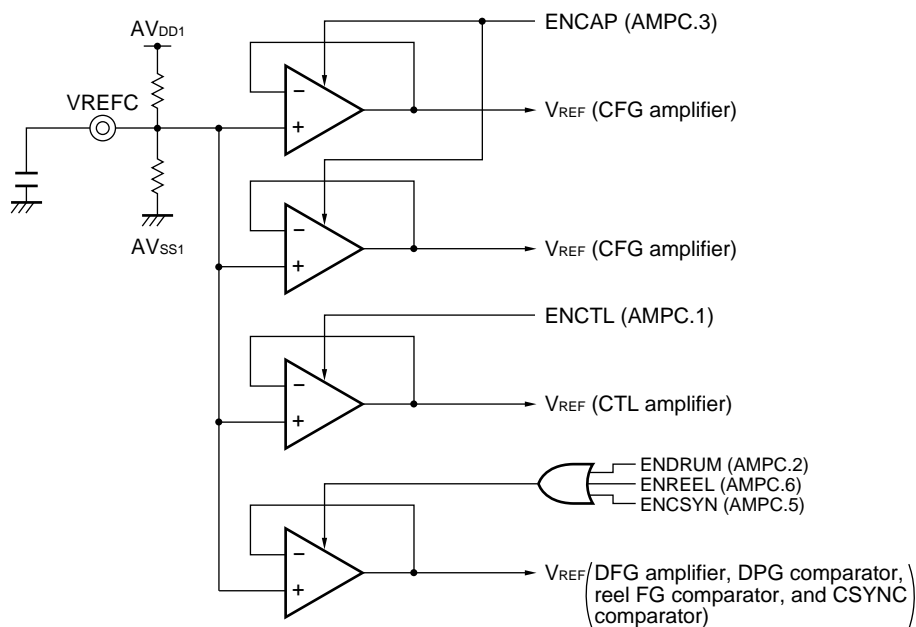 ENCAP (AMPC.3)
AVDD1
VREFC
−
+
VREF (CFG amplifier)
AVSS1
−
+
VREF (CFG amplifier)
ENCTL (AMPC.1)
−
+
VREF (CTL amplifier)
ENDRUM (AMPC.2)
ENREEL (AMPC.6)
ENCSYN (AMPC.5)
−
+
VREF (DFG amplifier, DPG comparator,
reel FG comparator, and CSYNC
comparator)